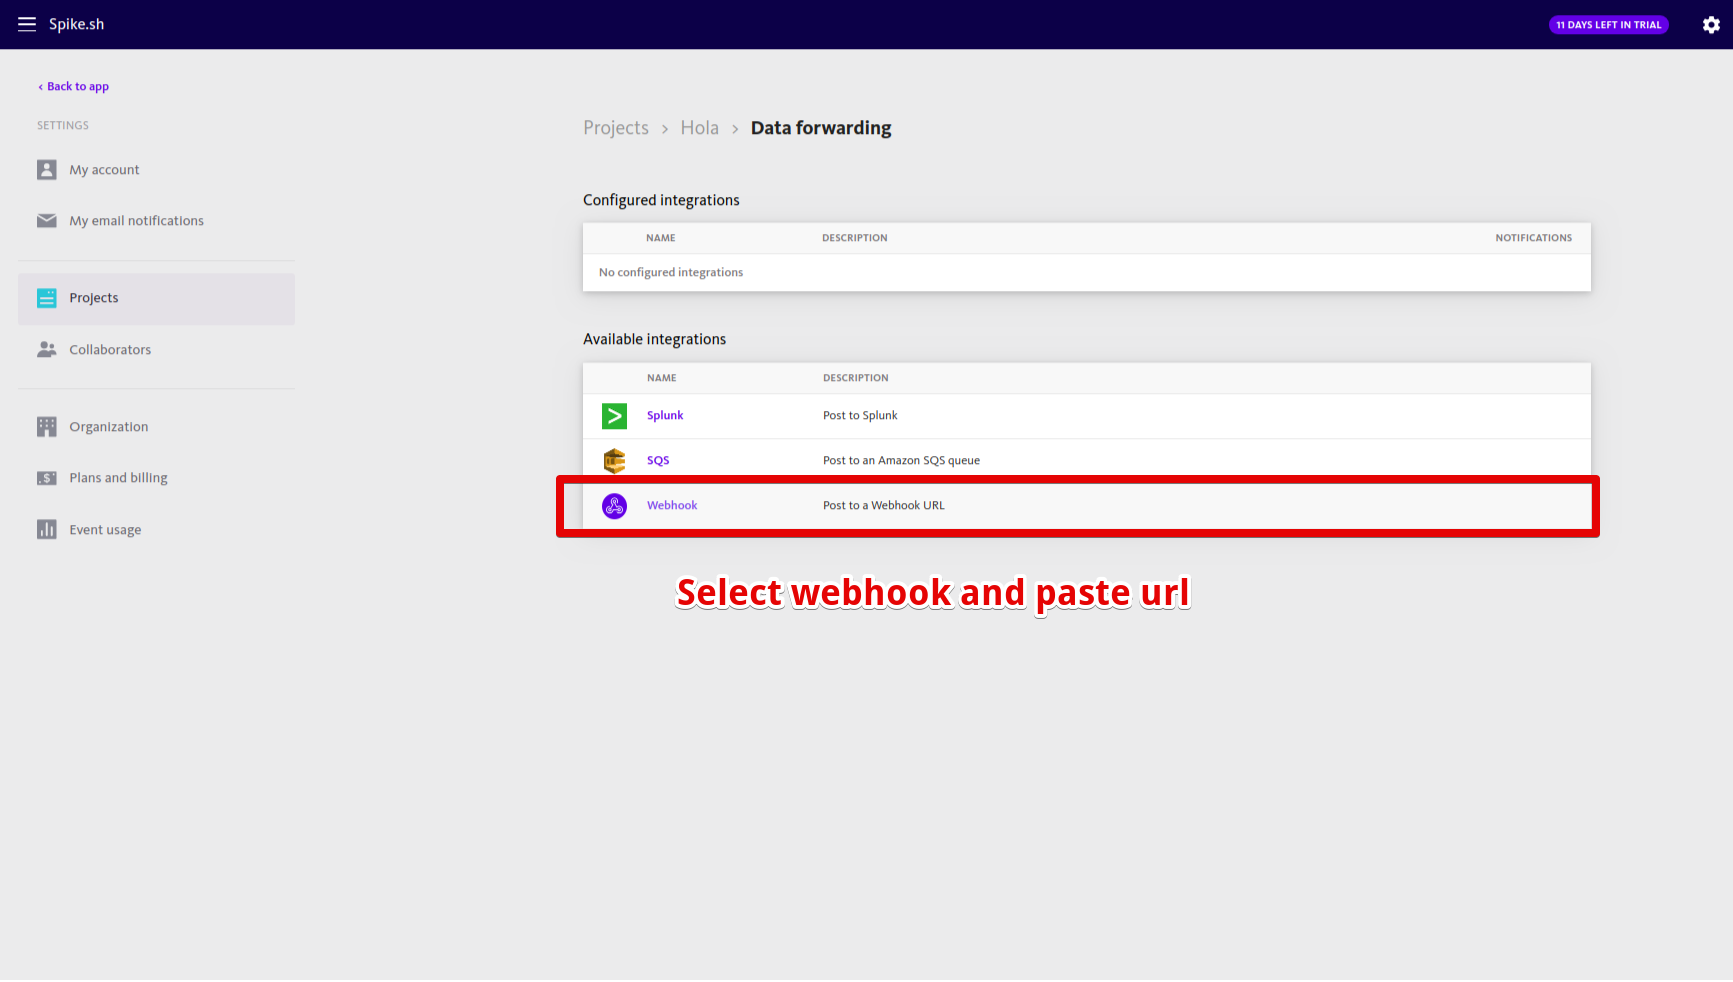 Spike.sh
11 DAYS LEFT IN TRIAL
‹ Back to app
SETTINGS
My account
My email notifications
Projects
Collaborators
Organization
Plans and billing
Event usage
Projects > Hola > Data forwarding
Configured integrations
NAME DESCRIPTION NOTIFICATIONS
No configured integrations
Available integrations
NAME DESCRIPTION
Splunk Post to Splunk
SQS Post to an Amazon SQS queue
Webhook Post to a Webhook URL
Select webhook and paste url